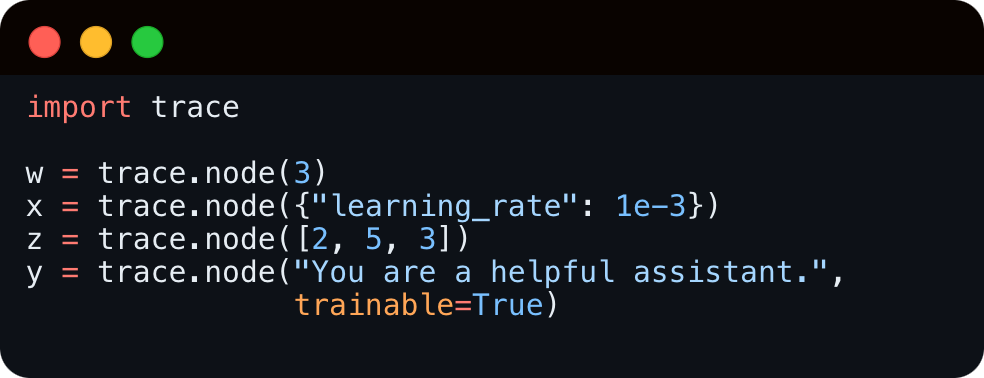 import trace
w = trace.node(3)
x = trace.node({"learning_rate": 1e-3})
z = trace.node([2, 5, 3])
y = trace.node("You are a helpful assistant.",
trainable=True)